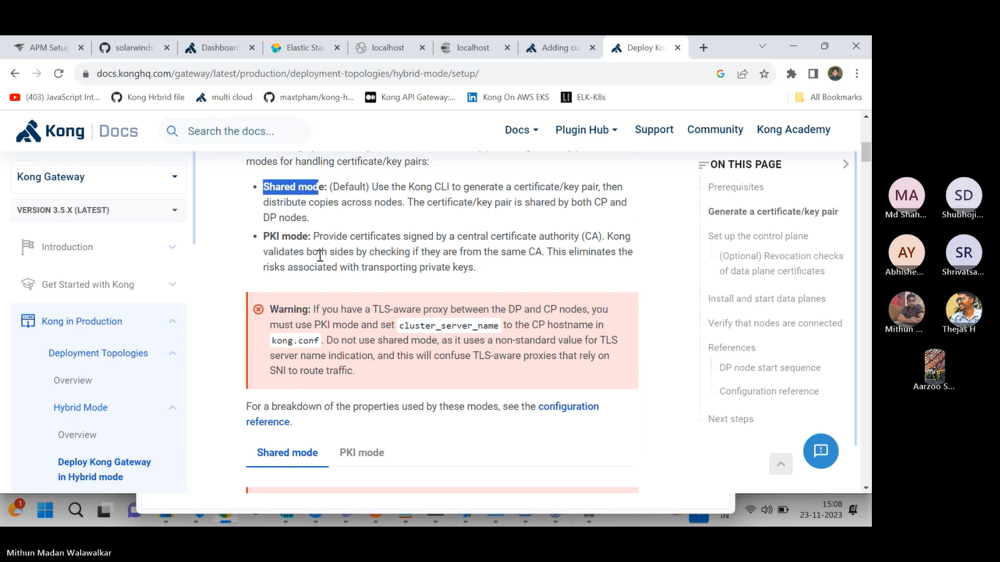 APM Setup
solarwinds
Dashboard
Elastic Stac
localhost
localhost
Adding cu
Deploy Ko
docs.konghq.com/gateway/latest/production/deployment-topologies/hybrid-mode/setup/
(403) JavaScript Int...
Kong Hrbrid file
multi cloud
maxtpham/kong-h...
Kong API Gateway:...
Kong On AWS EKS
ELK-K8s
All Bookmarks
Kong Docs
Search the docs...
Docs
Plugin Hub
Support
Community
Kong Academy
Kong Gateway
VERSION 3.5.X (LATEST)
Introduction
Get Started with Kong
Kong in Production
Deployment Topologies
Overview
Hybrid Mode
Overview
Deploy Kong Gateway
in Hybrid mode
modes for handling certificate/key pairs:
• Shared mode: (Default) Use the Kong CLI to generate a certificate/key pair, then
distribute copies across nodes. The certificate/key pair is shared by both CP and
DP nodes.
• PKI mode: Provide certificates signed by a central certificate authority (CA). Kong
validates both sides by checking if they are from the same CA. This eliminates the
risks associated with transporting private keys.
Warning: If you have a TLS-aware proxy between the DP and CP nodes, you
must use PKI mode and set cluster_server_name to the CP hostname in
kong.conf. Do not use shared mode, as it uses a non-standard value for TLS
server name indication, and this will confuse TLS-aware proxies that rely on
SNI to route traffic.
For a breakdown of the properties used by these modes, see the configuration
reference.
Shared mode
PKI mode
ON THIS PAGE
Prerequisites
Generate a certificate/key pair
Set up the control plane
(Optional) Revocation checks
of data plane certificates
Install and start data planes
Verify that nodes are connected
References
DP node start sequence
Configuration reference
Next steps
1
IN
15:08
23-11-2023
MA
Md Shah...
SD
Shubhoji...
AY
Abhishe...
SR
Shrivatsa...
Mithun ...
Thejas H
Aarzoo S...
Mithun Madan Walawalkar